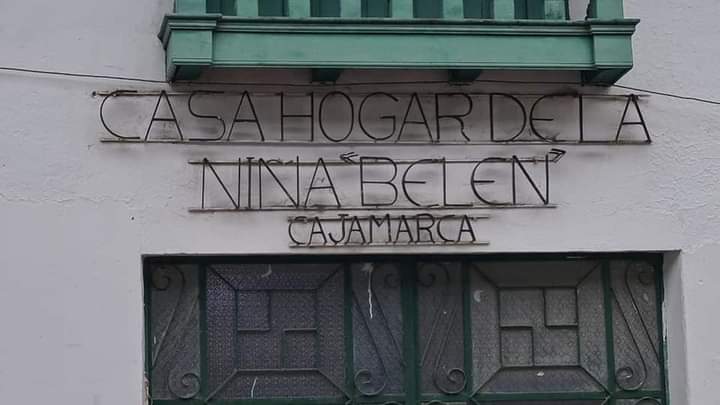 CASA HOGAR DE LA
NIÑA "BELEN"
CAJAMARCA